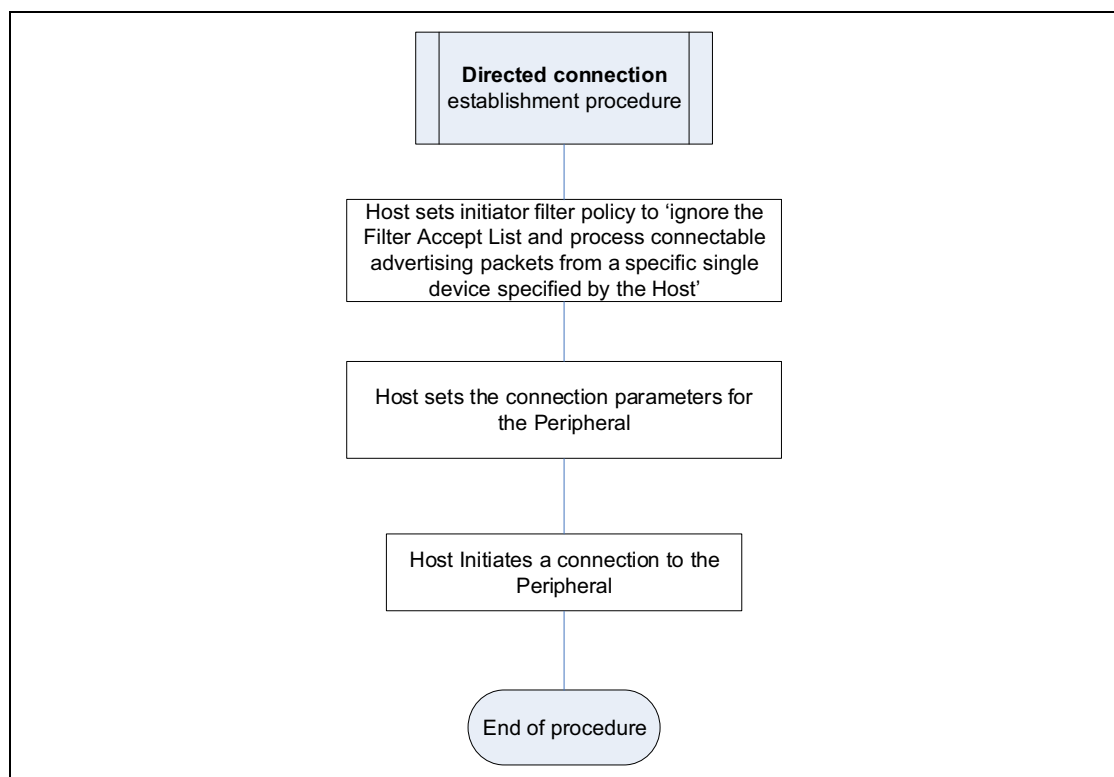 Directed connection
establishment procedure
Host sets initiator filter policy to ‘ignore the
Filter Accept List and process connectable
advertising packets from a specific single
device specified by the Host’
Host sets the connection parameters for
the Peripheral
Host Initiates a connection to the
Peripheral
End of procedure